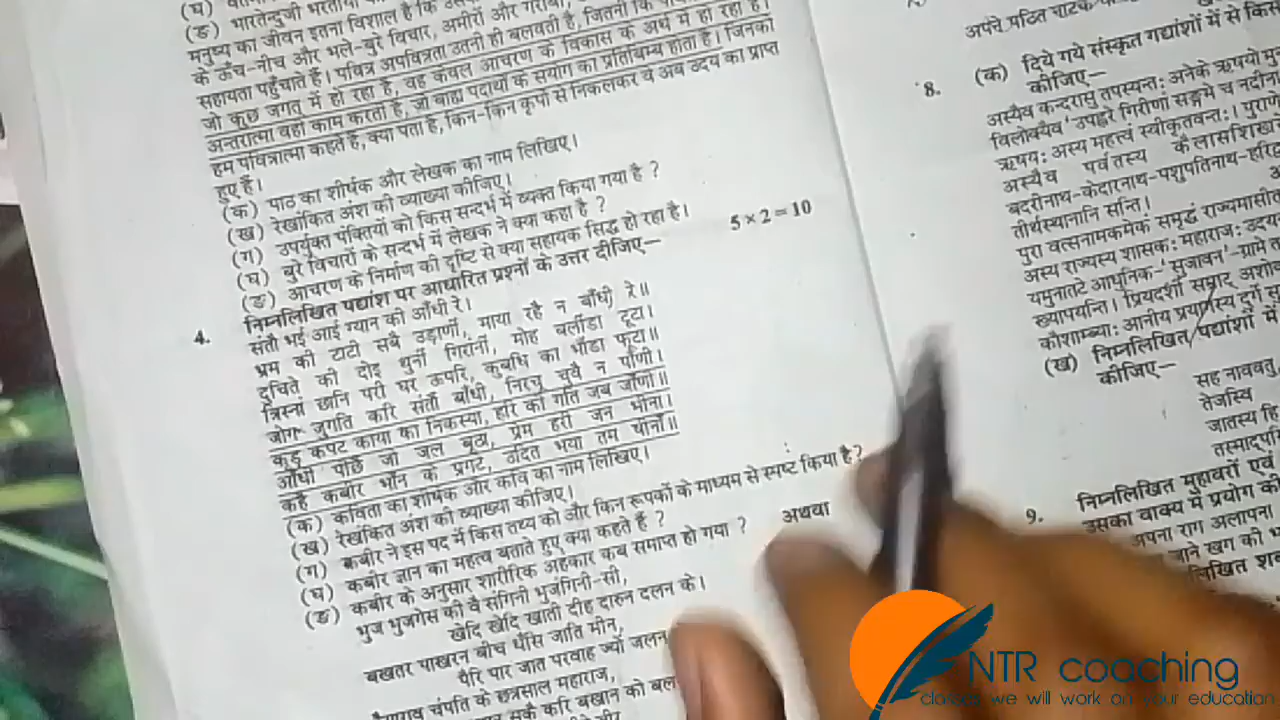 (ङ) भारतेन्दुजी
मनुष्य का जीवन इतना विशाल है कि
के ऊँच-नीच और भले-बुरे विचार, अमीरी और गरीबी,
सहायता पहुँचाते हैं। पवित्र अपवित्रता उतनी ही बलवती है, जितनी कि
जो कुछ जगत् में हो रहा है, वह केवल आचरण के विकास के अर्थ में हो रहा है।
अन्तरात्मा वही काम करती है, जो बाह्य पदार्थों के संयोग का प्रतिबिम्ब होता है। जिनको
हम पवित्रात्मा कहते हैं, क्या पता है, किन-किन कूपों से निकलकर वे अब उदय को प्राप्त
हुए हैं।
(क) पाठ का शीर्षक और लेखक का नाम लिखिए।
(ख) रेखांकित अंश की व्याख्या कीजिए।
(ग) उपर्युक्त पंक्तियों को किस सन्दर्भ में व्यक्त किया गया है ?
(घ) बुरे विचारों के सन्दर्भ में लेखक ने क्या कहा है ?
(ङ) आचरण के निर्माण की दृष्टि से क्या सहायक सिद्ध हो रहा है।
4. निम्नलिखित पद्यांश पर आधारित प्रश्नों के उत्तर दीजिए— 5 × 2 = 10
संतौ भई आई ग्यान की आँधी रे।
भ्रम की टाटी सबै उड़ाणीं, माया रहै न बाँधी रे॥
दुचिते की दोइ थुनीं गिरांनीं, मोह बलींडा टूटा।
त्रिस्नां छांनि परी घर ऊपरि, कुबधि का भाँडा फूटा॥
जोग जुगति करि संतौं बाँधी, निरचू चुवै न पाँणी।
कूड़ कपट काया का निकस्या, हरि की गति जब जाँणी॥
आँधी पीछै जो जल बूठा, प्रेम हरी जन भींना।
कहै कबीर भाँन के प्रगटे, उदित भया तम षीनाँ॥
(क) कविता का शीर्षक और कवि का नाम लिखिए।
(ख) रेखांकित अंश की व्याख्या कीजिए।
(ग) कबीर ने इस पद में किस तथ्य को और किन रूपकों के माध्यम से स्पष्ट किया है?
(घ) कबीर ज्ञान का महत्व बताते हुए क्या कहते हैं ?
(ङ) कबीर के अनुसार शारीरिक अहंकार कब समाप्त हो गया ?
अथवा
भुज भुजगेस की वै संगिनी भुजंगिनी-सी,
खेदि खेदि खाती दीह दारुन दलन के।
बखतर पाखरन बीच धँसि जाति मीन,
पैरि पार जात परवाह ज्यों जलन
चंपति के छत्रसाल महाराज,
सकै करि बखान को बल
8. (क) दिये गये संस्कृत गद्यांशों में से किस
कीजिए—
अस्यैव कन्दरासु तपस्यन्तः अनेके ऋषयो
विलोक्यैव 'उपह्वरे गिरीणां सङ्गमे च नदीनां
ऋषयः अस्य महत्वं स्वीकृतवन्तः। पुराणे
अस्यैव पर्वतस्य कैलासशिखरे
बदरीनाथ-केदारनाथ-पशुपतिनाथ-हरिद्वार
तीर्थस्थानानि सन्ति।
पुरा वत्सनामकमेकं समृद्धं राज्यमासीत्
अस्य राज्यस्य शासकः महाराजः उदय
यमुनातटे आधुनिक-'सुजावन'-ग्रामे
ख्यापयन्ति। प्रियदर्शी सम्राट् अशोक
कौशाम्ब्याः आनीय प्रयागस्य दुर्गे
(ख) निम्नलिखित पद्यांशों में
कीजिए—
सह नाववतु,
तेजस्वि
जातस्य हि
9. निम्नलिखित मुहावरों एवं
उसका वाक्य में प्रयोग
अपना राग अलापना
जाने खग की
NTR coaching
classes we will work on your education